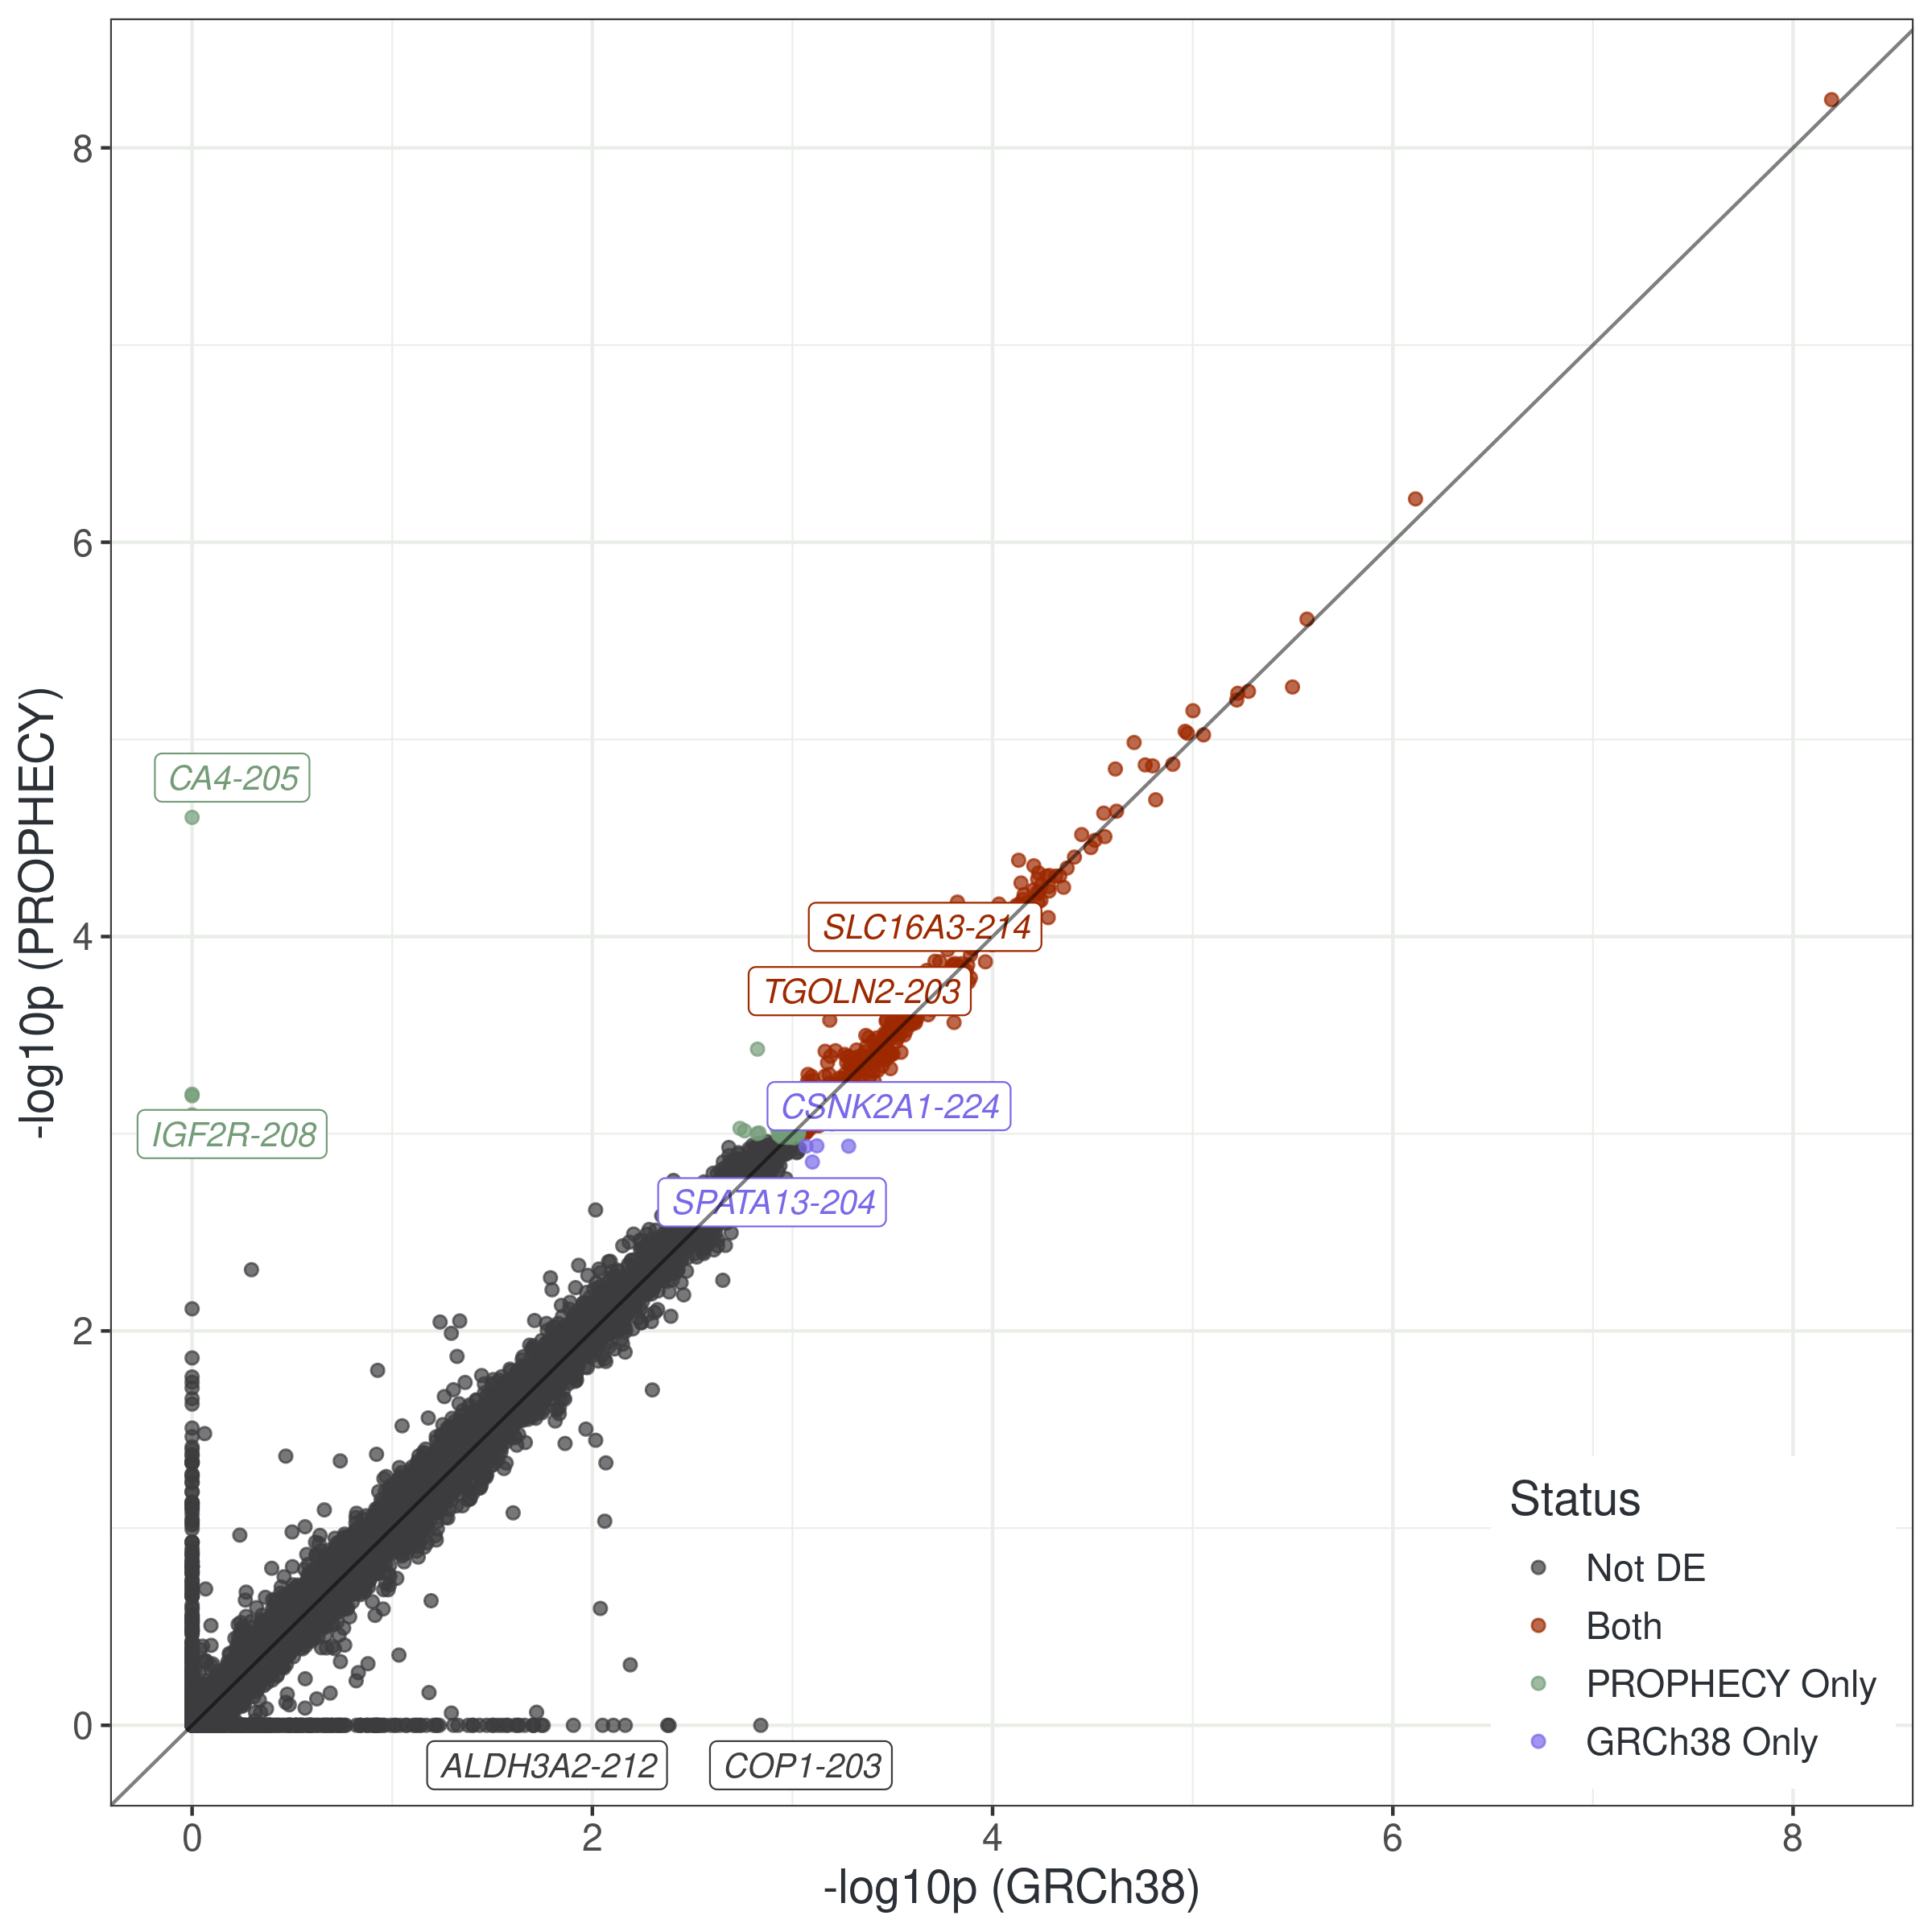 8
6
4
2
0
-log10p (PROPHECY)
CA4-205
SLC16A3-214
TGOLN2-203
CSNK2A1-224
IGF2R-208
SPATA13-204
Status
Not DE
Both
PROPHECY Only
GRCh38 Only
ALDH3A2-212
COP1-203
0
2
4
6
8
-log10p (GRCh38)